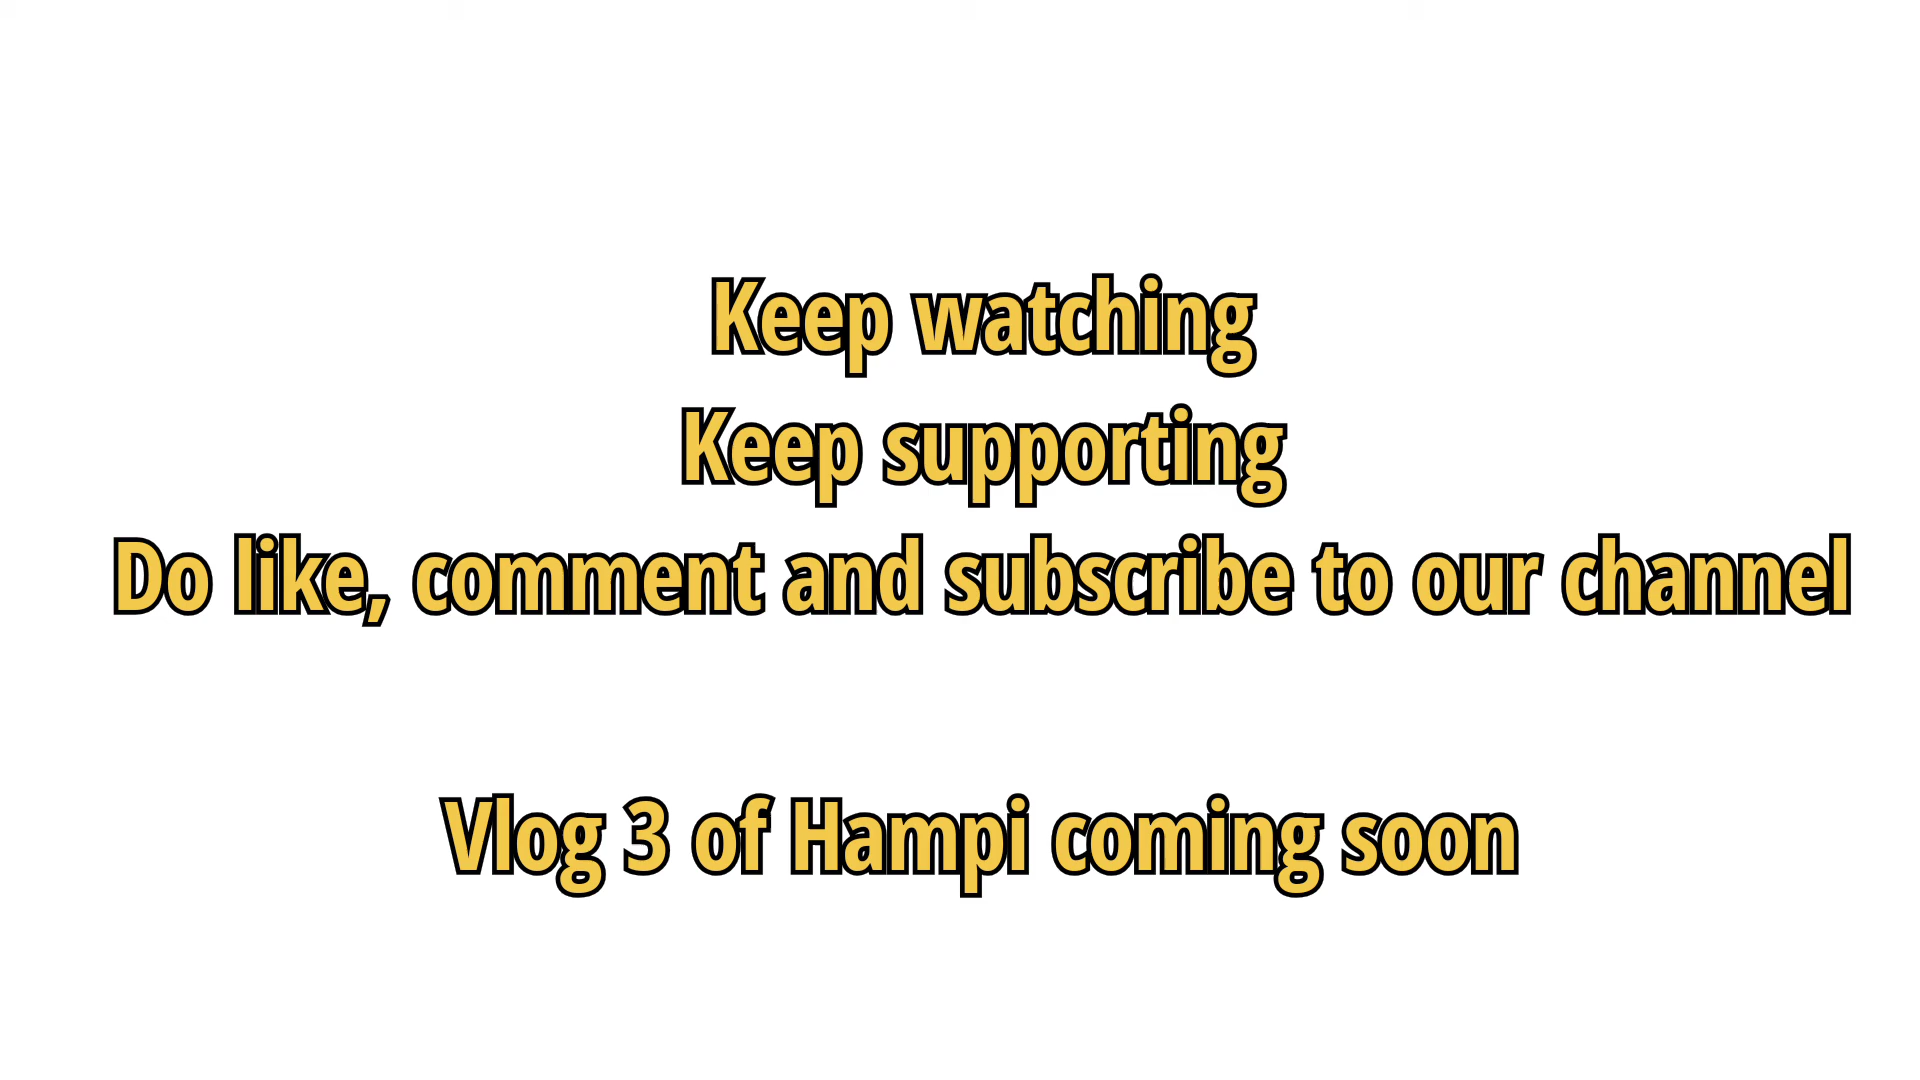 Keep watching
Keep supporting
Do like, comment and subscribe to our channel
Vlog 3 of Hampi coming soon